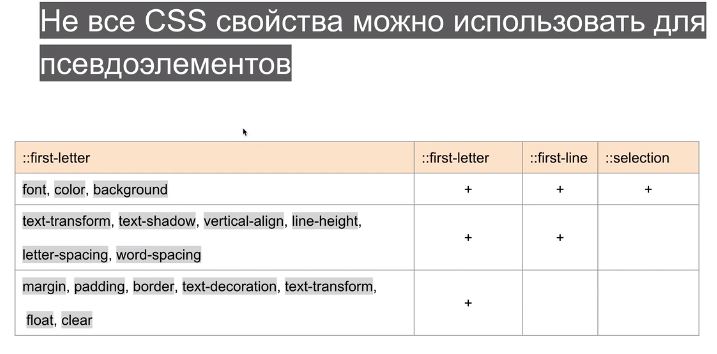 Не все CSS свойства можно использовать для
псевдоэлементов
::first-letter ::first-letter ::first-line ::selection
font, color, background + + +
text-transform, text-shadow, vertical-align, line-height,
letter-spacing, word-spacing + +
margin, padding, border, text-decoration, text-transform,
float, clear +